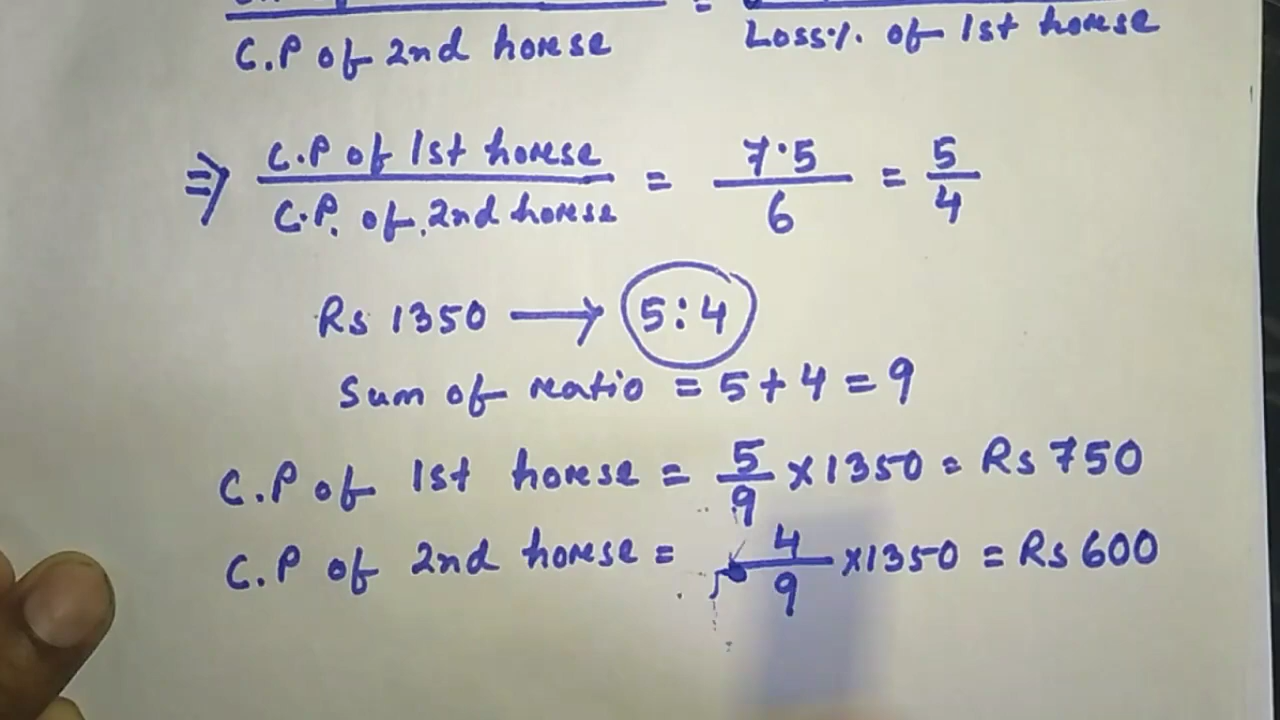 C.P of 2nd horse Loss%. of 1st horse
⇒ C.P of 1st horse / C.P. of 2nd horse = 7.5 / 6 = 5 / 4
Rs 1350 → 5:4
Sum of ratio = 5 + 4 = 9
C.P of 1st horse = 5/9 × 1350 = Rs 750
C.P of 2nd horse = 4/9 × 1350 = Rs 600